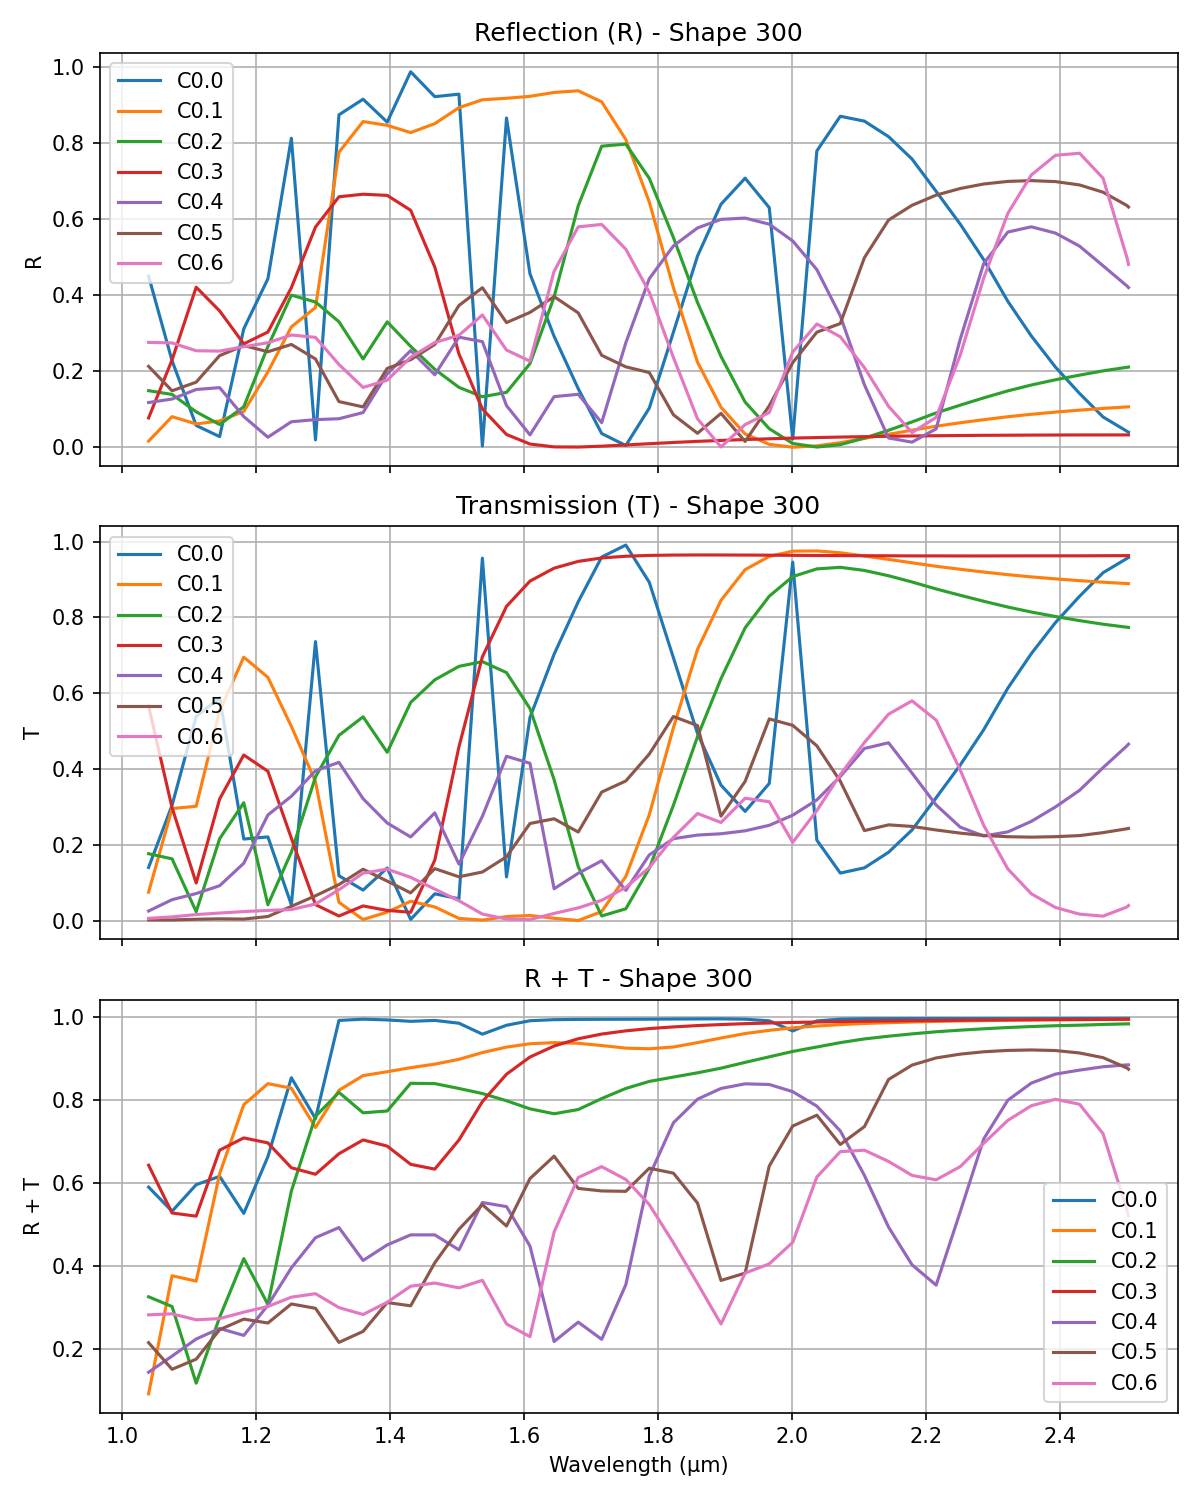 Reflection (R) - Shape 300
1.0
0.8
0.6
0.4
0.2
0.0
R
C0.0
C0.1
C0.2
C0.3
C0.4
C0.5
C0.6
Transmission (T) - Shape 300
1.0
0.8
0.6
0.4
0.2
0.0
T
C0.0
C0.1
C0.2
C0.3
C0.4
C0.5
C0.6
R + T - Shape 300
1.0
0.8
0.6
0.4
0.2
R + T
C0.0
C0.1
C0.2
C0.3
C0.4
C0.5
C0.6
1.0 1.2 1.4 1.6 1.8 2.0 2.2 2.4
Wavelength (μm)